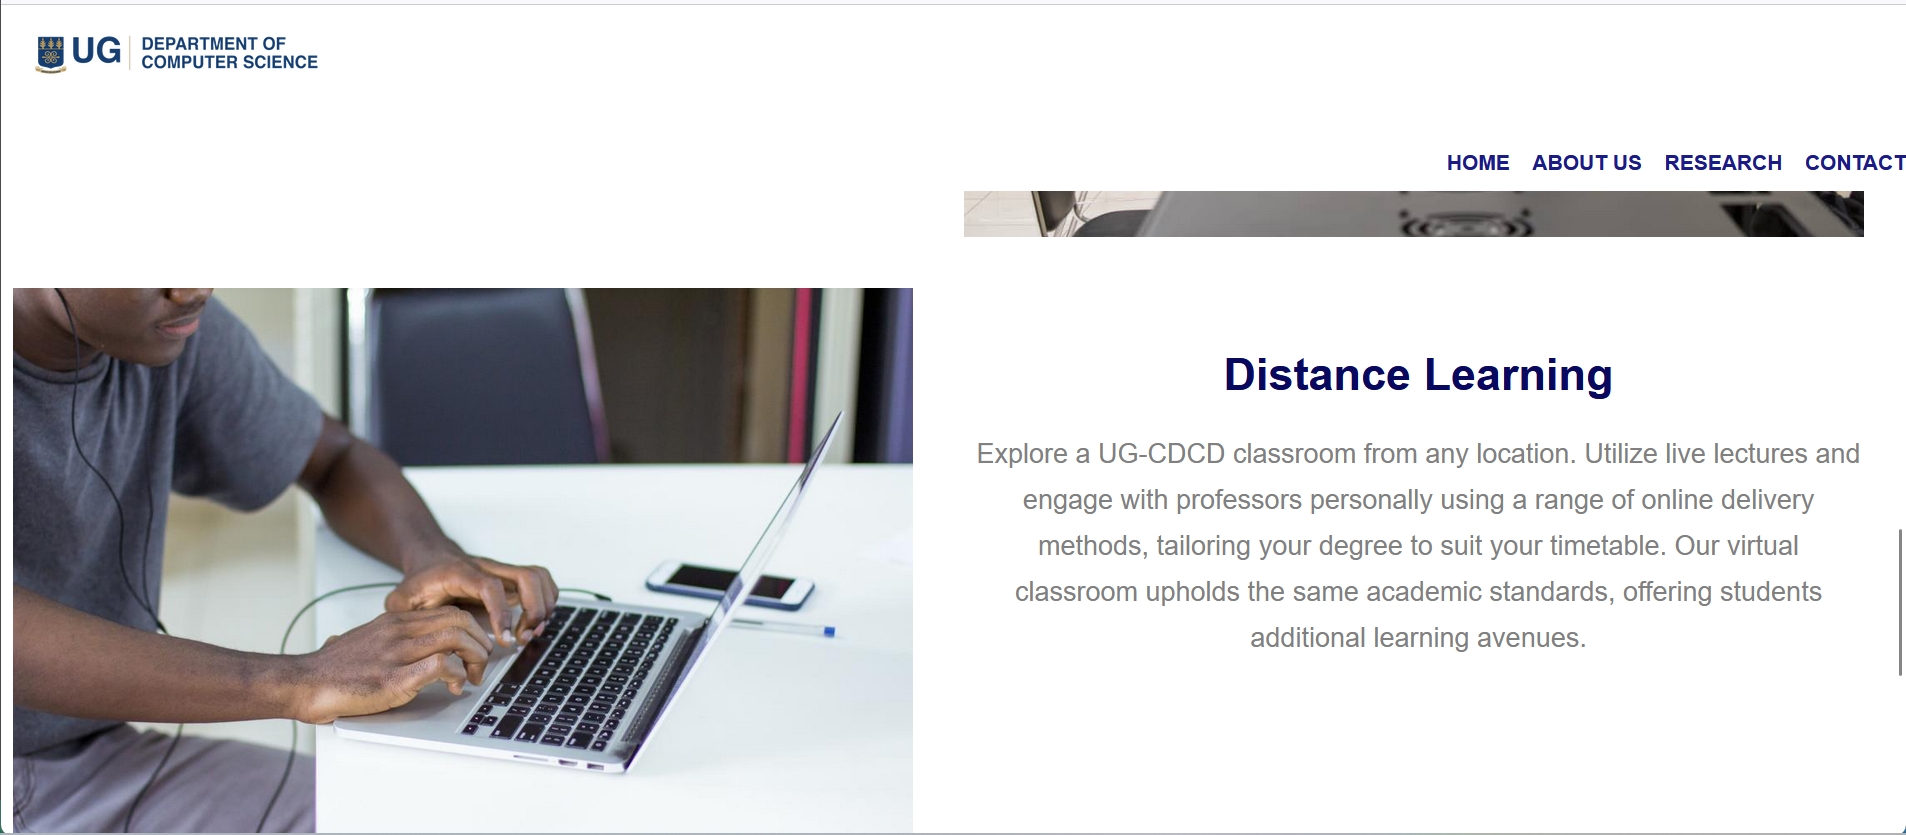 UG
DEPARTMENT OF
COMPUTER SCIENCE
HOME ABOUT US RESEARCH CONTACT
Distance Learning
Explore a UG-CDCD classroom from any location. Utilize live lectures and
engage with professors personally using a range of online delivery
methods, tailoring your degree to suit your timetable. Our virtual
classroom upholds the same academic standards, offering students
additional learning avenues.